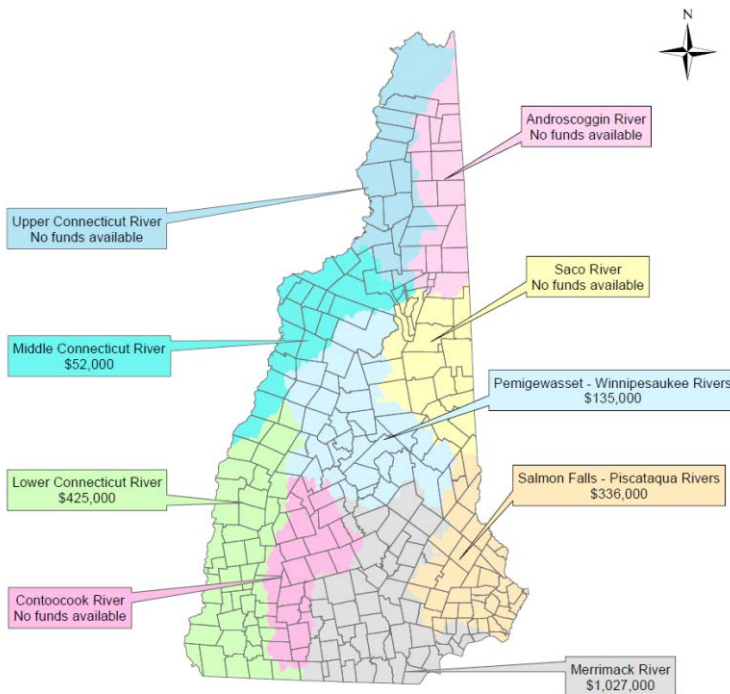 N
Androscoggin River
No funds available
Upper Connecticut River
No funds available
Saco River
No funds available
Middle Connecticut River
$52,000
Pemigewasset - Winnipesaukee Rivers
$135,000
Lower Connecticut River
$425,000
Salmon Falls - Piscataqua Rivers
$336,000
Contoocook River
No funds available
Merrimack River
$1,027,000